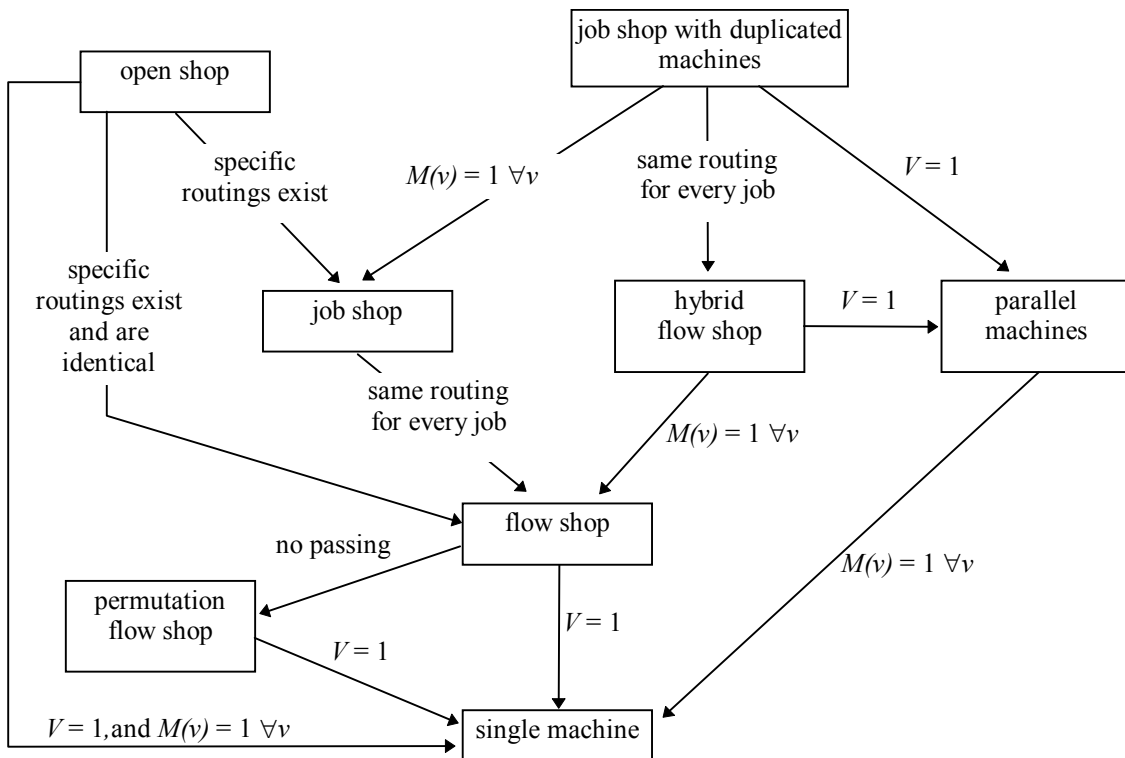 job shop with duplicated
machines
open shop
specific
routings exist
M(v) = 1 ∀v
same routing
for every job
V = 1
specific
routings exist
and are
identical
job shop
hybrid
flow shop
V = 1
parallel
machines
same routing
for every job
M(v) = 1 ∀v
flow shop
no passing
M(v) = 1 ∀v
permutation
flow shop
V = 1
V = 1
V = 1,and M(v) = 1 ∀v
single machine